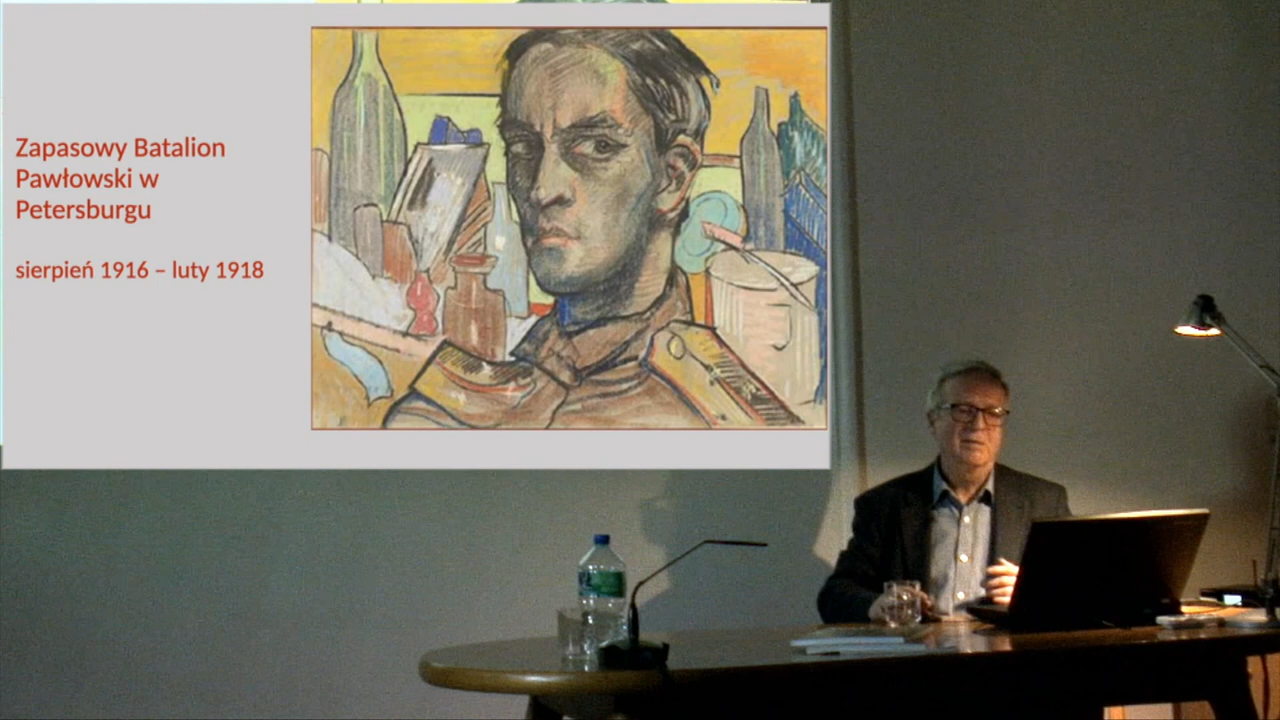 Zapasowy Batalion
Pawłowski w
Petersburgu
sierpień 1916 – luty 1918